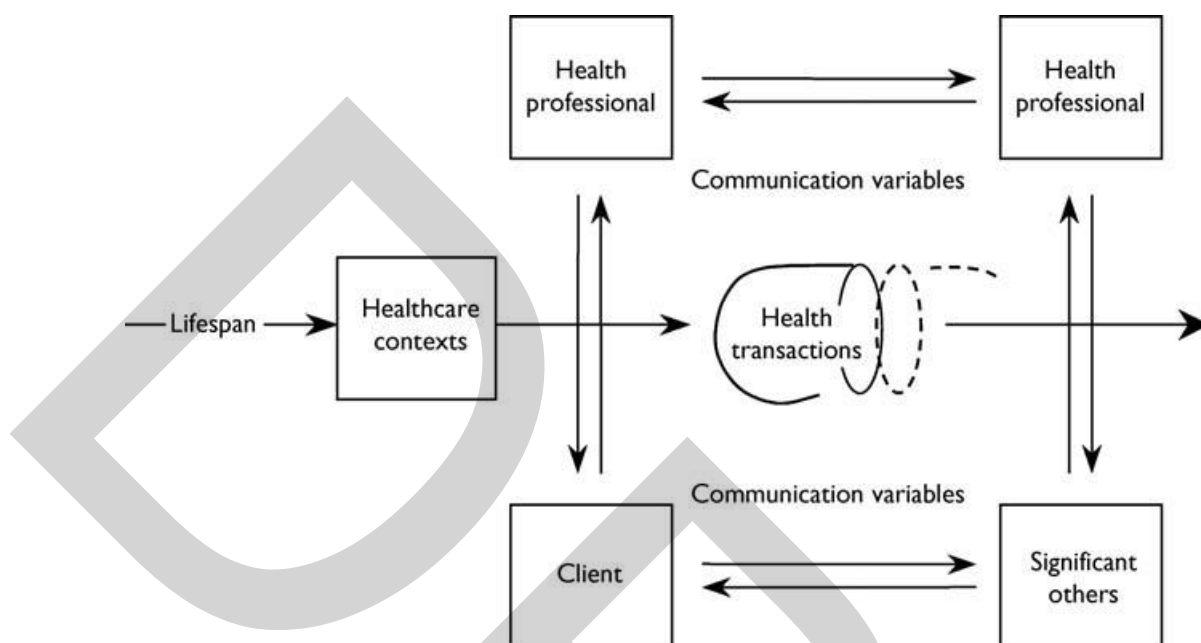 Health
professional
Health
professional
Communication variables
Lifespan
Healthcare
contexts
Health
transactions
Communication variables
Client
Significant
others